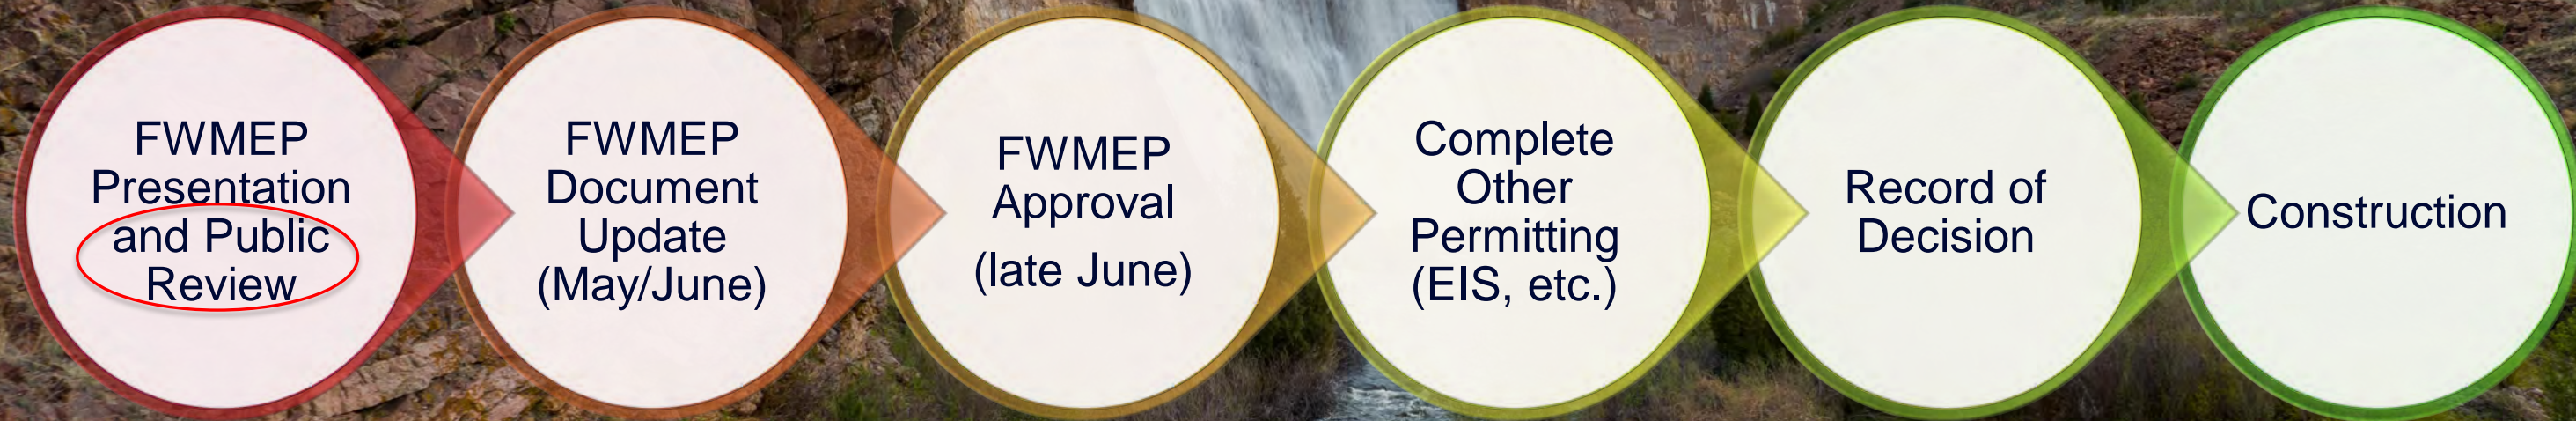 FWMEP
Presentation
and Public
Review
FWMEP
Document
Update
(May/June)
FWMEP
Approval
(late June)
Complete
Other
Permitting
(EIS, etc.)
Record of
Decision
Construction